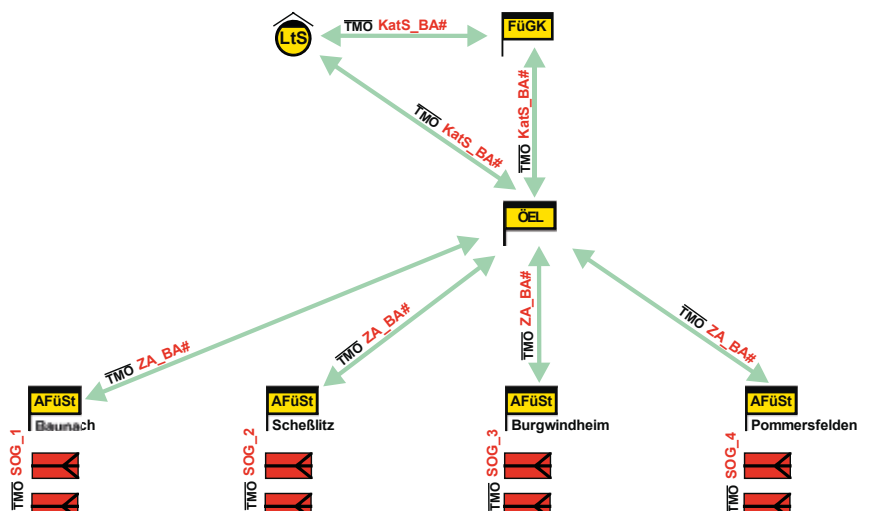 LtS
TMO KatS_BA#
FüGK
TMO KatS_BA#
TMO KatS_BA#
ÖEL
TMO ZA_BA#
TMO ZA_BA#
TMO ZA_BA#
TMO ZA_BA#
AFüSt
Baunach
AFüSt
Scheßlitz
AFüSt
Burgwindheim
AFüSt
Pommersfelden
TMO SOG_1
TMO SOG_2
TMO SOG_3
TMO SOG_4